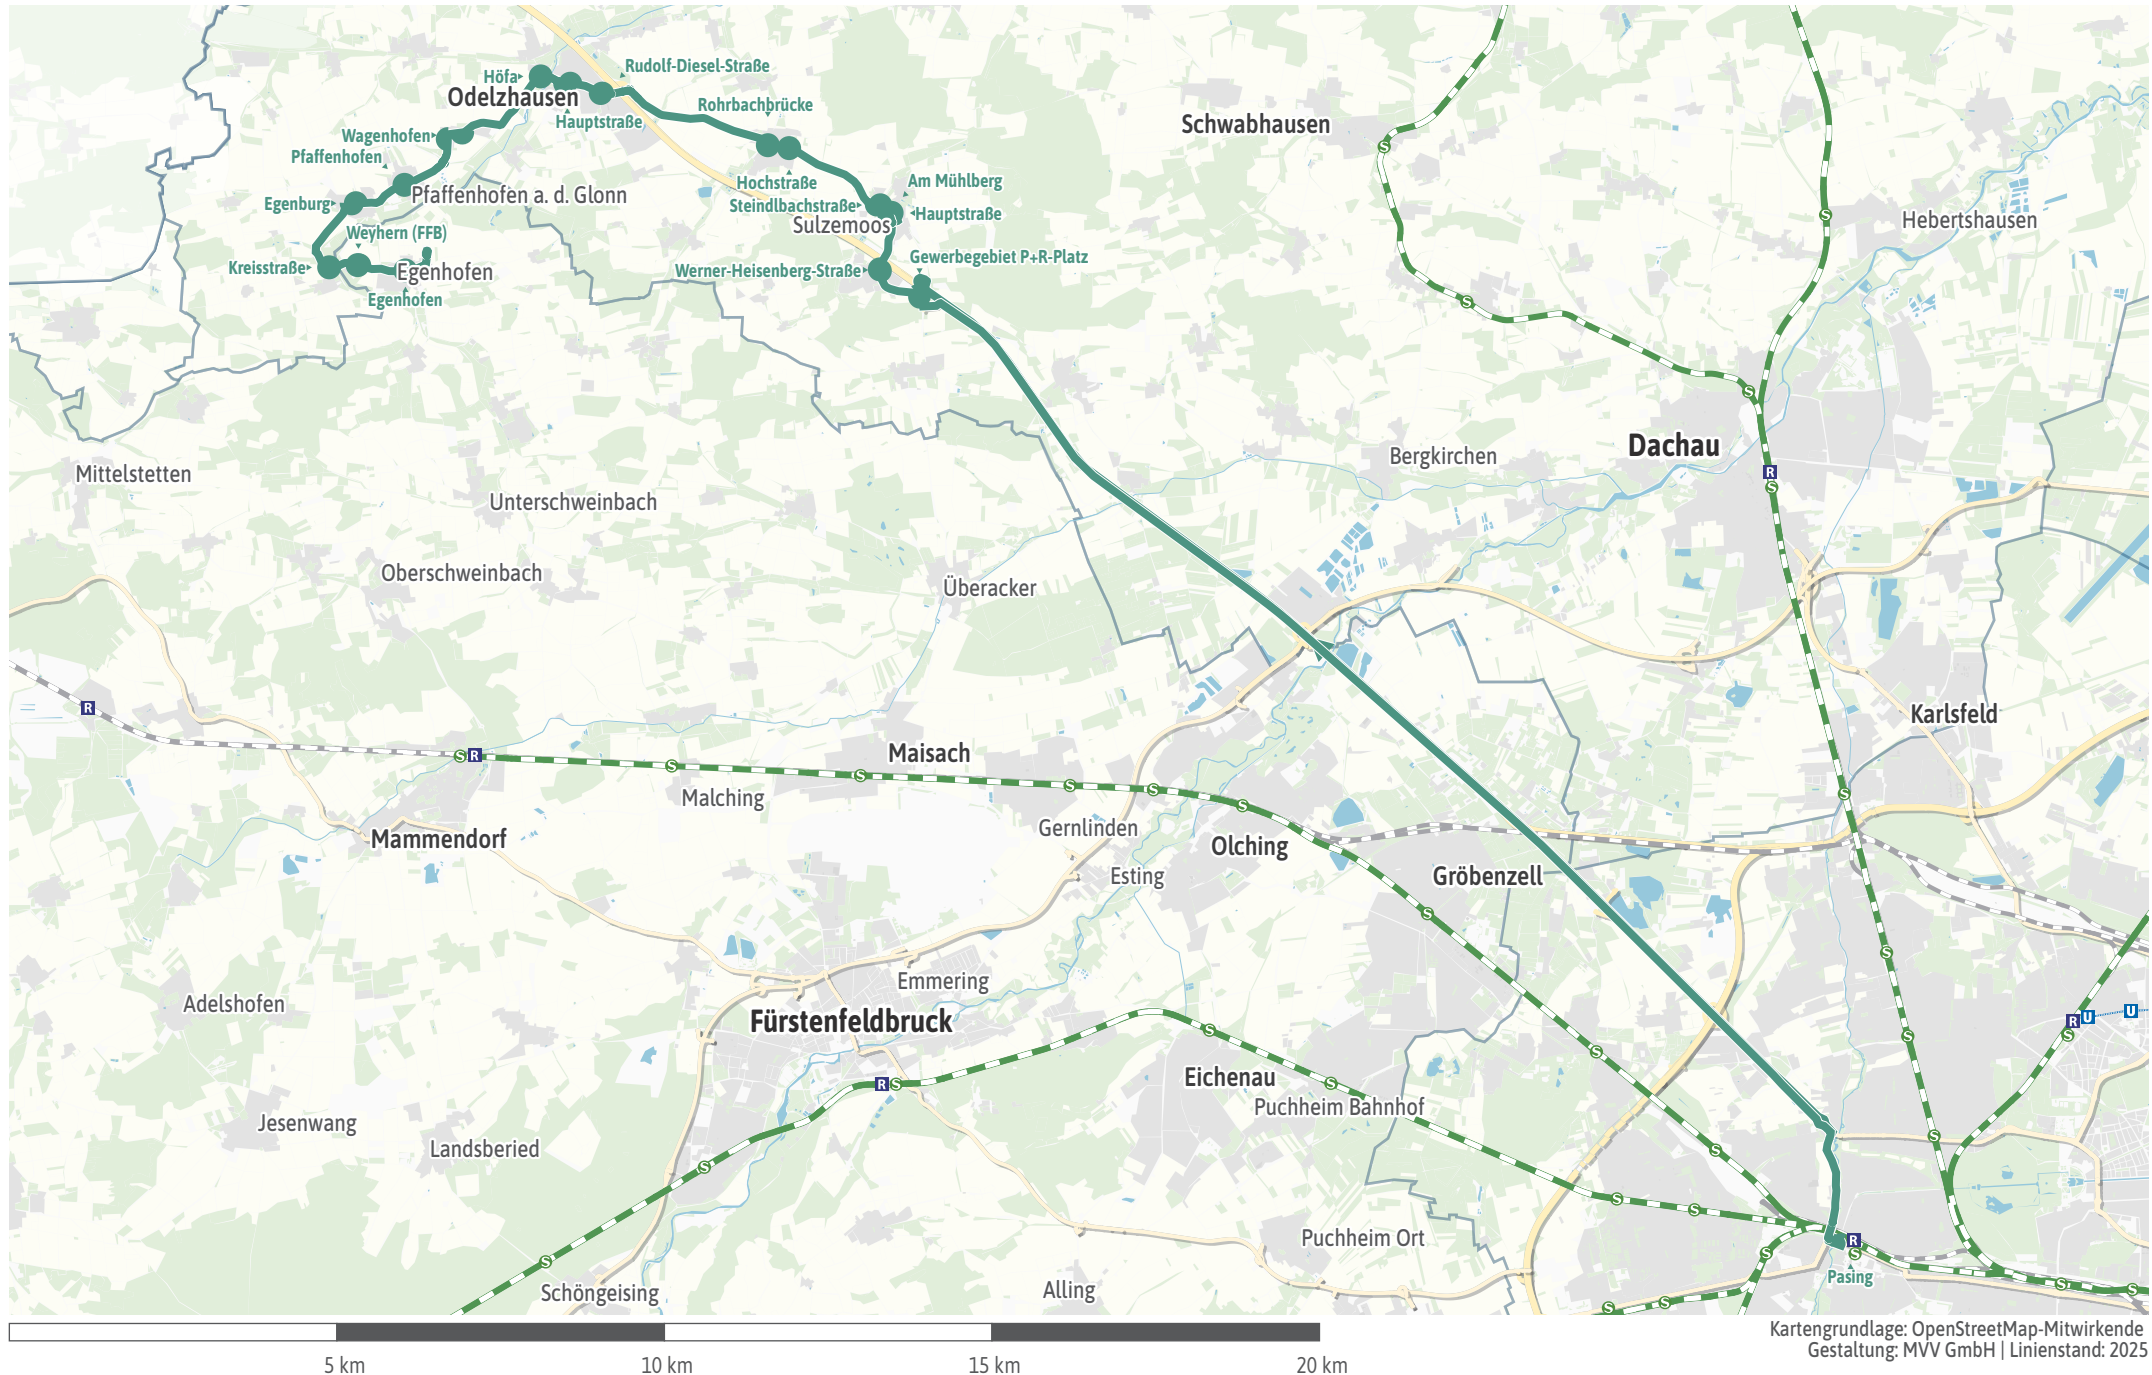 Rudolf-Diesel-Straße
Höfa
Odelzhausen
Rohrbachbrücke
Hauptstraße
Schwabhausen
Wagenhofen
Pfaffenhofen
Hochstraße
Am Mühlberg
Pfaffenhofen a. d. Glonn
Egenburg
Steindlbachstraße
Hauptstraße
Sulzemoos
Hebertshausen
Weyhern (FFB)
Kreisstraße
Egenhofen
Egenhofen
Werner-Heisenberg-Straße
Gewerbegebiet P+R-Platz
Dachau
Bergkirchen
Mittelstetten
Unterschweinbach
Oberschweinbach
Überacker
Karlsfeld
Maisach
Malching
Mammendorf
Gernlinden
Olching
Esting
Gröbenzell
Emmering
Adelshofen
Fürstenfeldbruck
Eichenau
Puchheim Bahnhof
Jesenwang
Landsberied
Puchheim Ort
Pasing
Schöngeising
Alling
5 km
10 km
15 km
20 km
Kartengrundlage: OpenStreetMap-Mitwirkende
Gestaltung: MVV GmbH | Linienstand: 2025